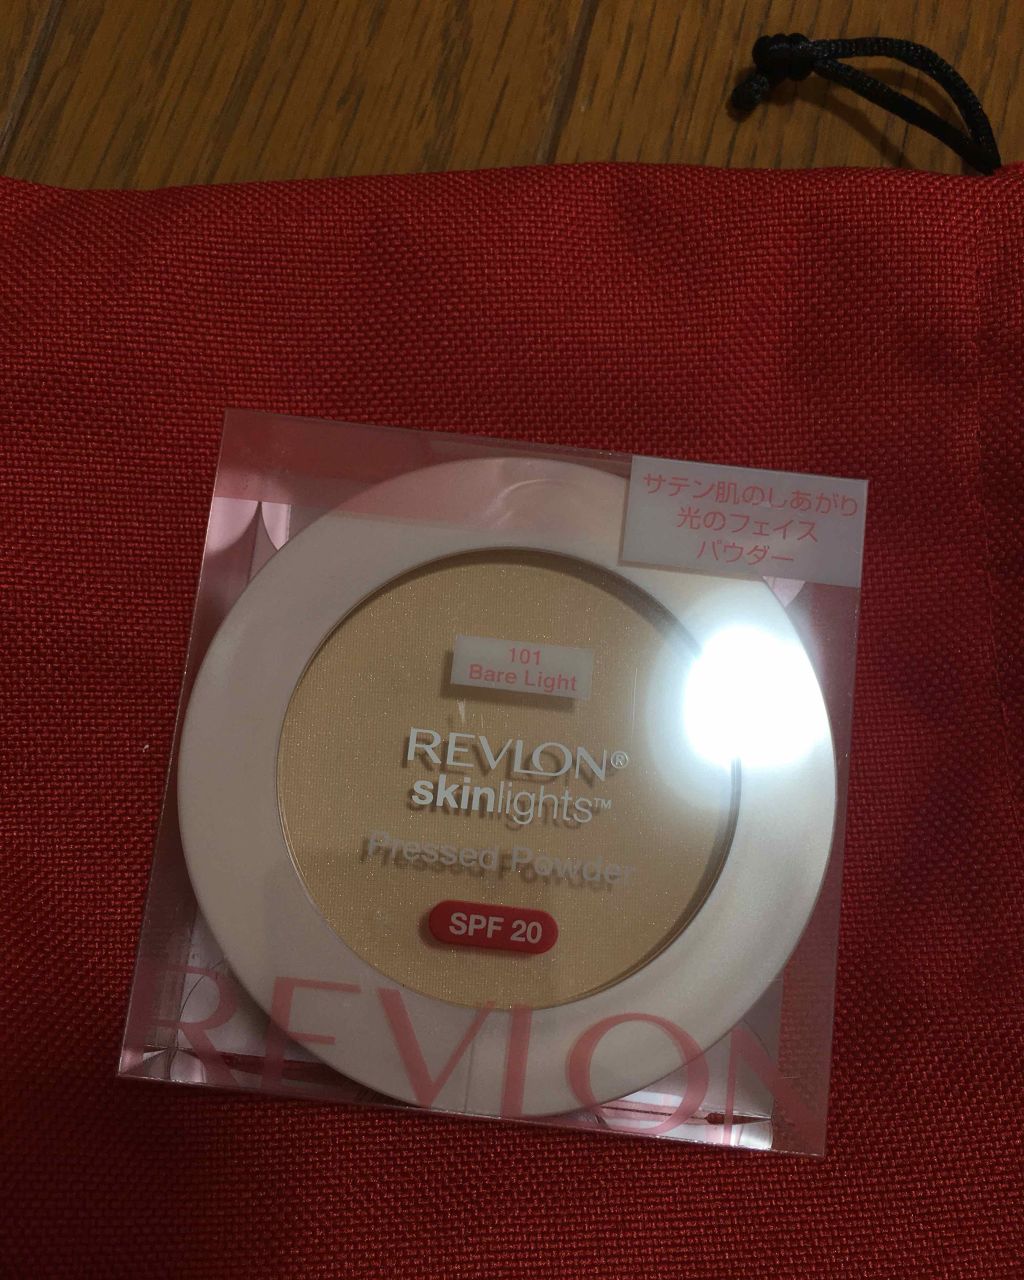 サテン肌のしあがり
光のフェイス
パウダー
101
Bare Light
REVLON®
skinlights™
Pressed Powder
SPF 20
REVLON